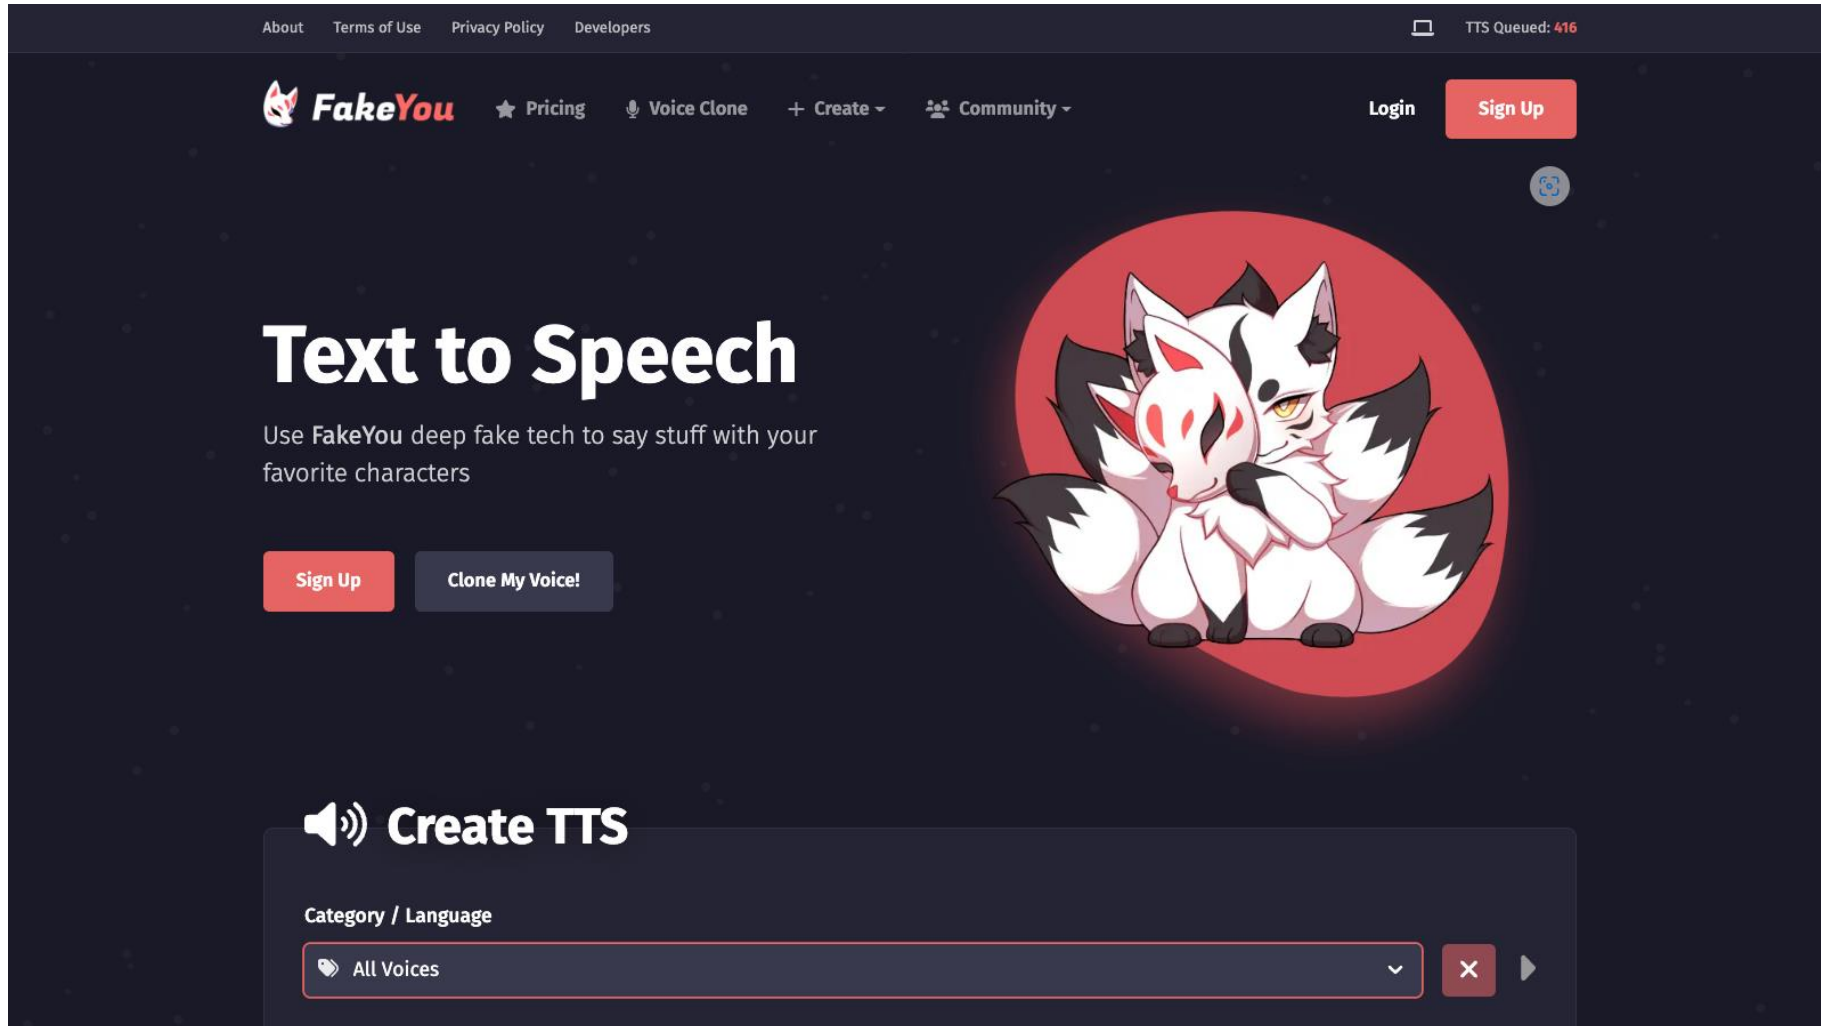 About Terms of Use Privacy Policy Developers TTS Queued: 416
FakeYou Pricing Voice Clone Create Community Login Sign Up
Text to Speech
Use FakeYou deep fake tech to say stuff with your
favorite characters
Sign Up Clone My Voice!
Create TTS
Category / Language
All Voices